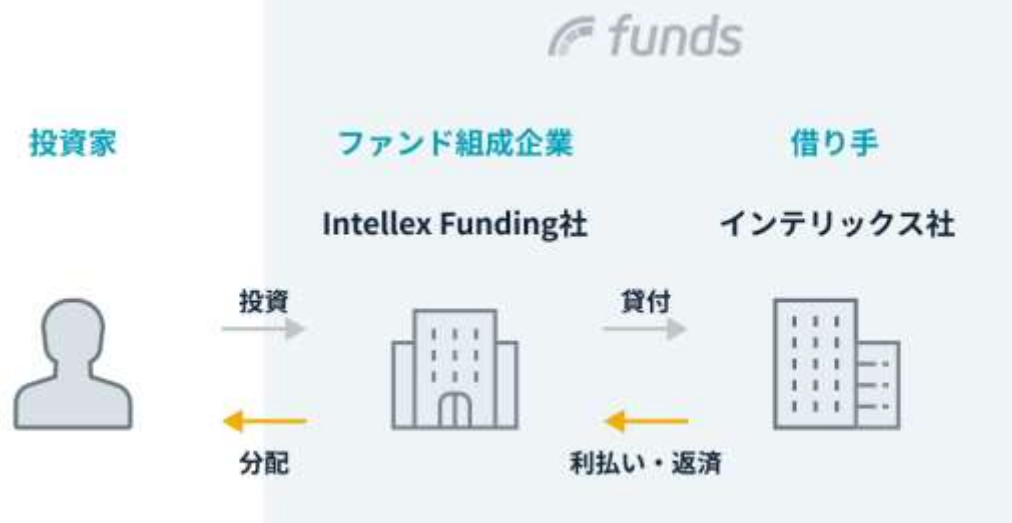 funds
投資家
ファンド組成企業
借り手
Intellex Funding社
インテリックス社
投資
貸付
分配
利払い・返済